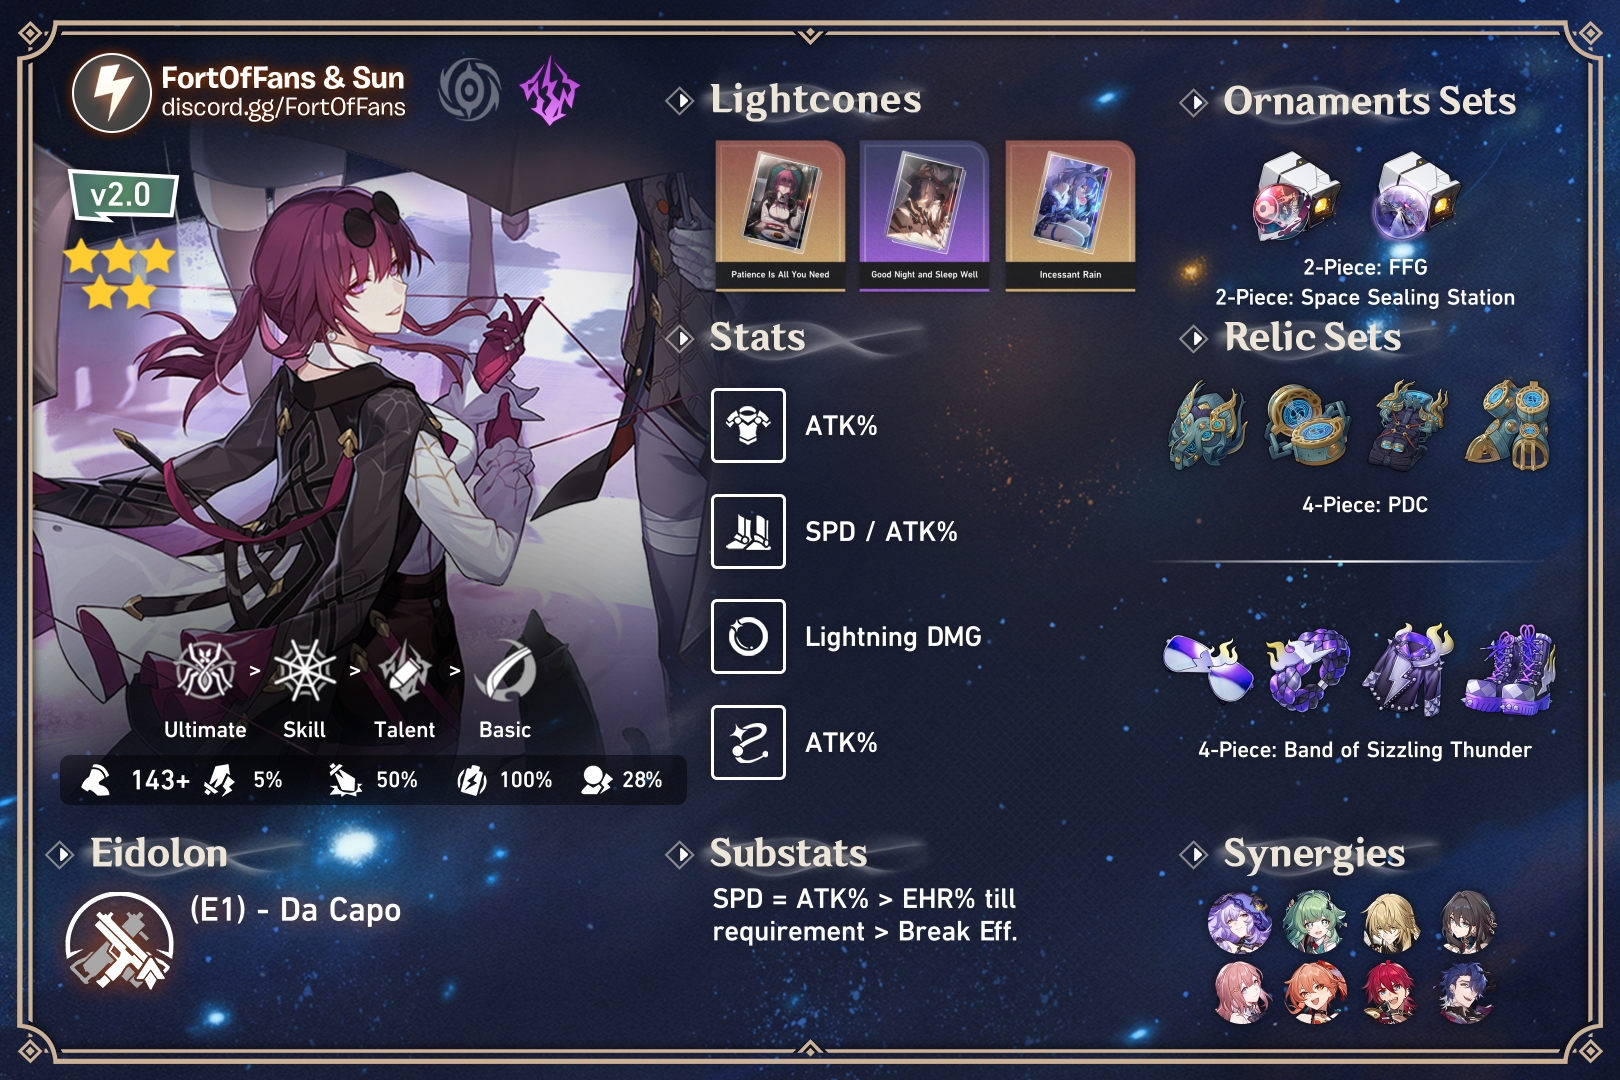 FortOfFans & Sun
discord.gg/FortOfFans
v2.0
Ultimate > Skill > Talent > Basic
143+ 5% 50% 100% 28%
Eidolon
(E1) - Da Capo
Lightcones
Patience Is All You Need
Good Night and Sleep Well
Incessant Rain
Stats
ATK%
SPD / ATK%
Lightning DMG
ATK%
Substats
SPD = ATK% > EHR% till
requirement > Break Eff.
Ornaments Sets
2-Piece: FFG
2-Piece: Space Sealing Station
Relic Sets
4-Piece: PDC
4-Piece: Band of Sizzling Thunder
Synergies